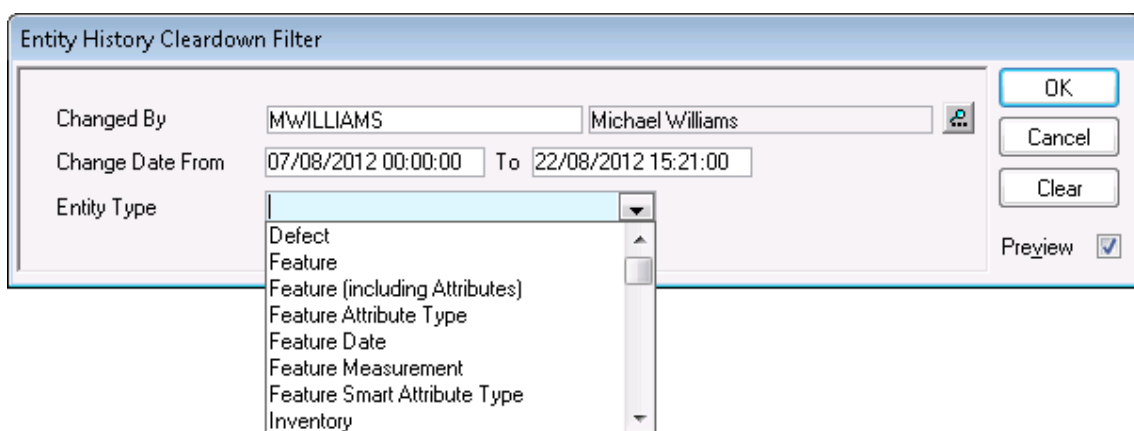 Entity History Cleardown Filter
Changed By MWILLIAMS Michael Williams
OK
Cancel
Change Date From 07/08/2012 00:00:00 To 22/08/2012 15:21:00
Clear
Entity Type
Preview
Defect
Feature
Feature (including Attributes)
Feature Attribute Type
Feature Date
Feature Measurement
Feature Smart Attribute Type
Inventory